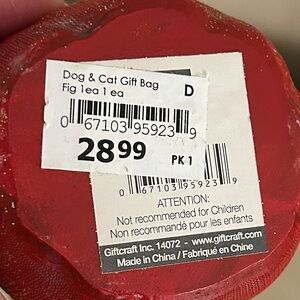 Dog & Cat Gift Bag
Fig 1ea 1 ea
D
0 67103 95923 9
28.99
PK 1
0 67103 95923 9
ATTENTION:
Not recommended for Children
Non recommandé pour les enfants
Giftcraft Inc. 14072 - www.giftcraft.com
Made in China / Fabriqué en Chine